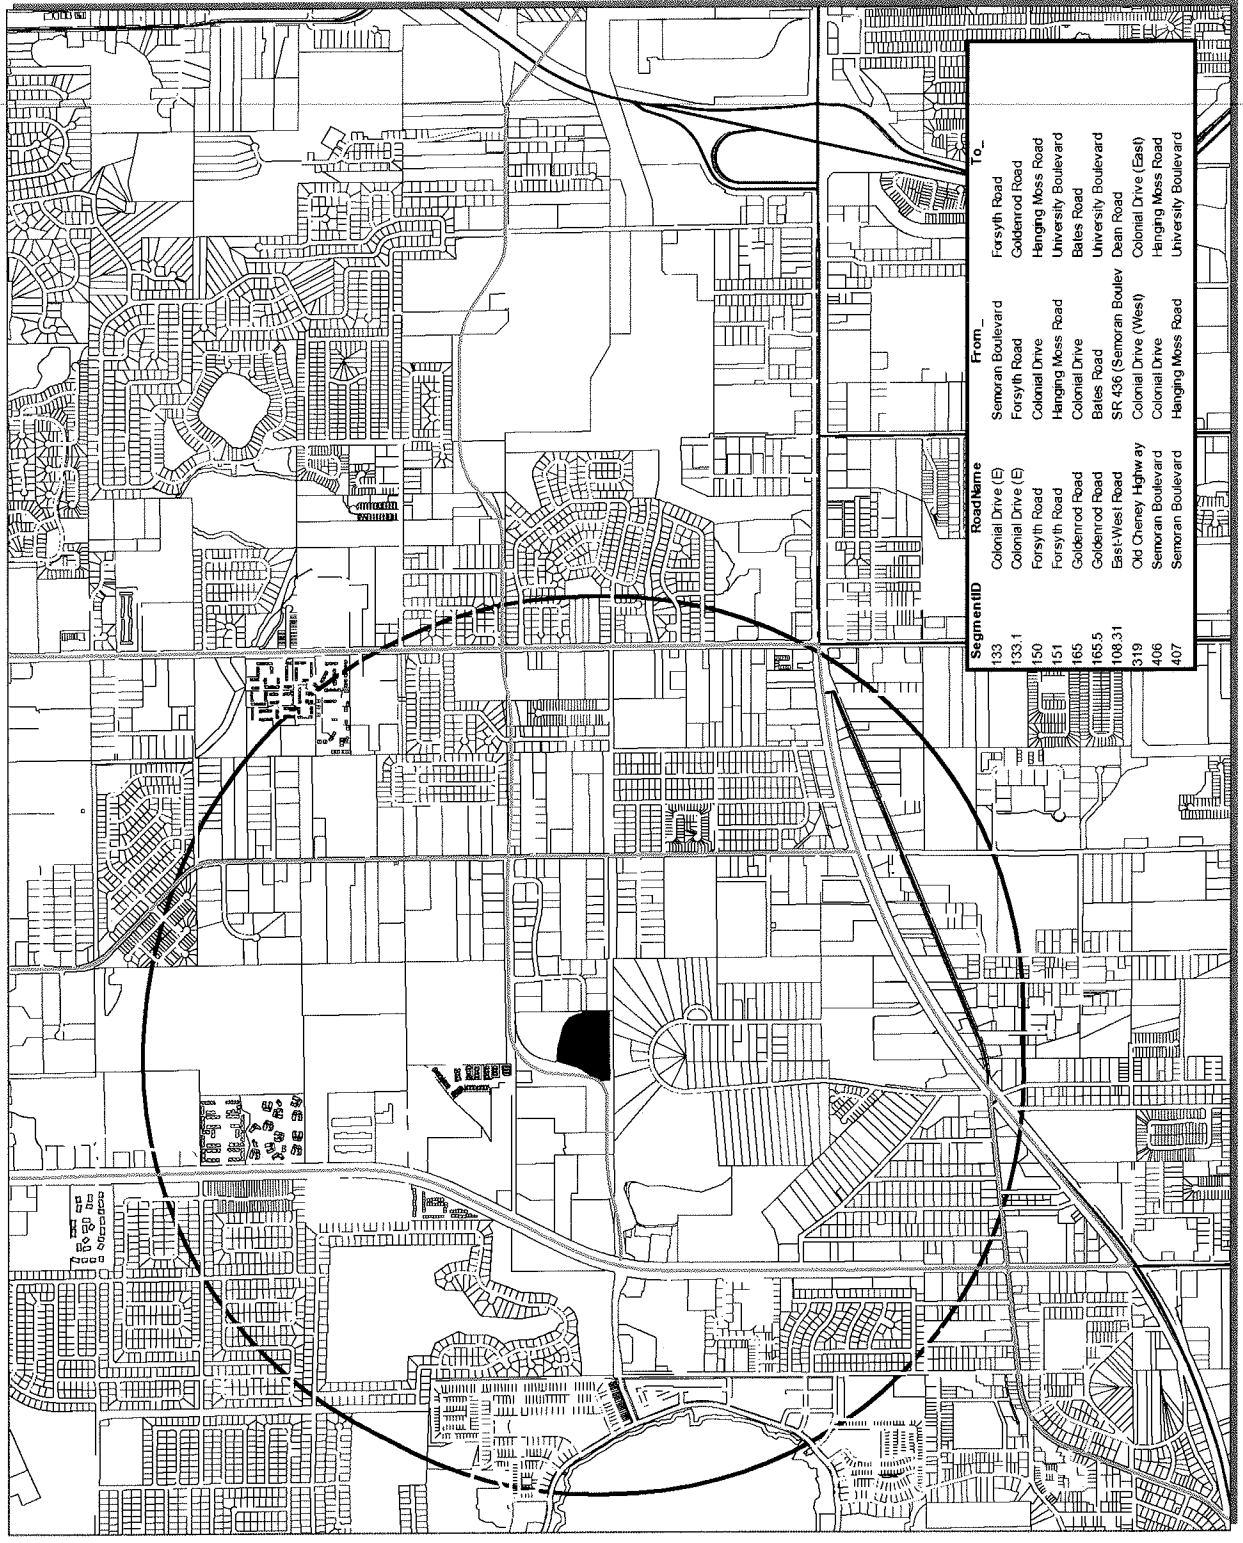 SegmentID RoadName From_ To_
133 Colonial Drive (E) Semoran Boulevard Forsyth Road
133.1 Colonial Drive (E) Forsyth Road Goldenrod Road
150 Forsyth Road Colonial Drive Hanging Moss Road
151 Forsyth Road Hanging Moss Road University Boulevard
165 Goldenrod Road Colonial Drive Bates Road
165.5 Goldenrod Road Bates Road University Boulevard
108.31 East-West Road SR 436 (Semoran Boulev Dean Road
319 Old Cheney Highway Colonial Drive (West) Colonial Drive (East)
406 Semoran Boulevard Colonial Drive Hanging Moss Road
407 Semoran Boulevard Hanging Moss Road University Boulevard